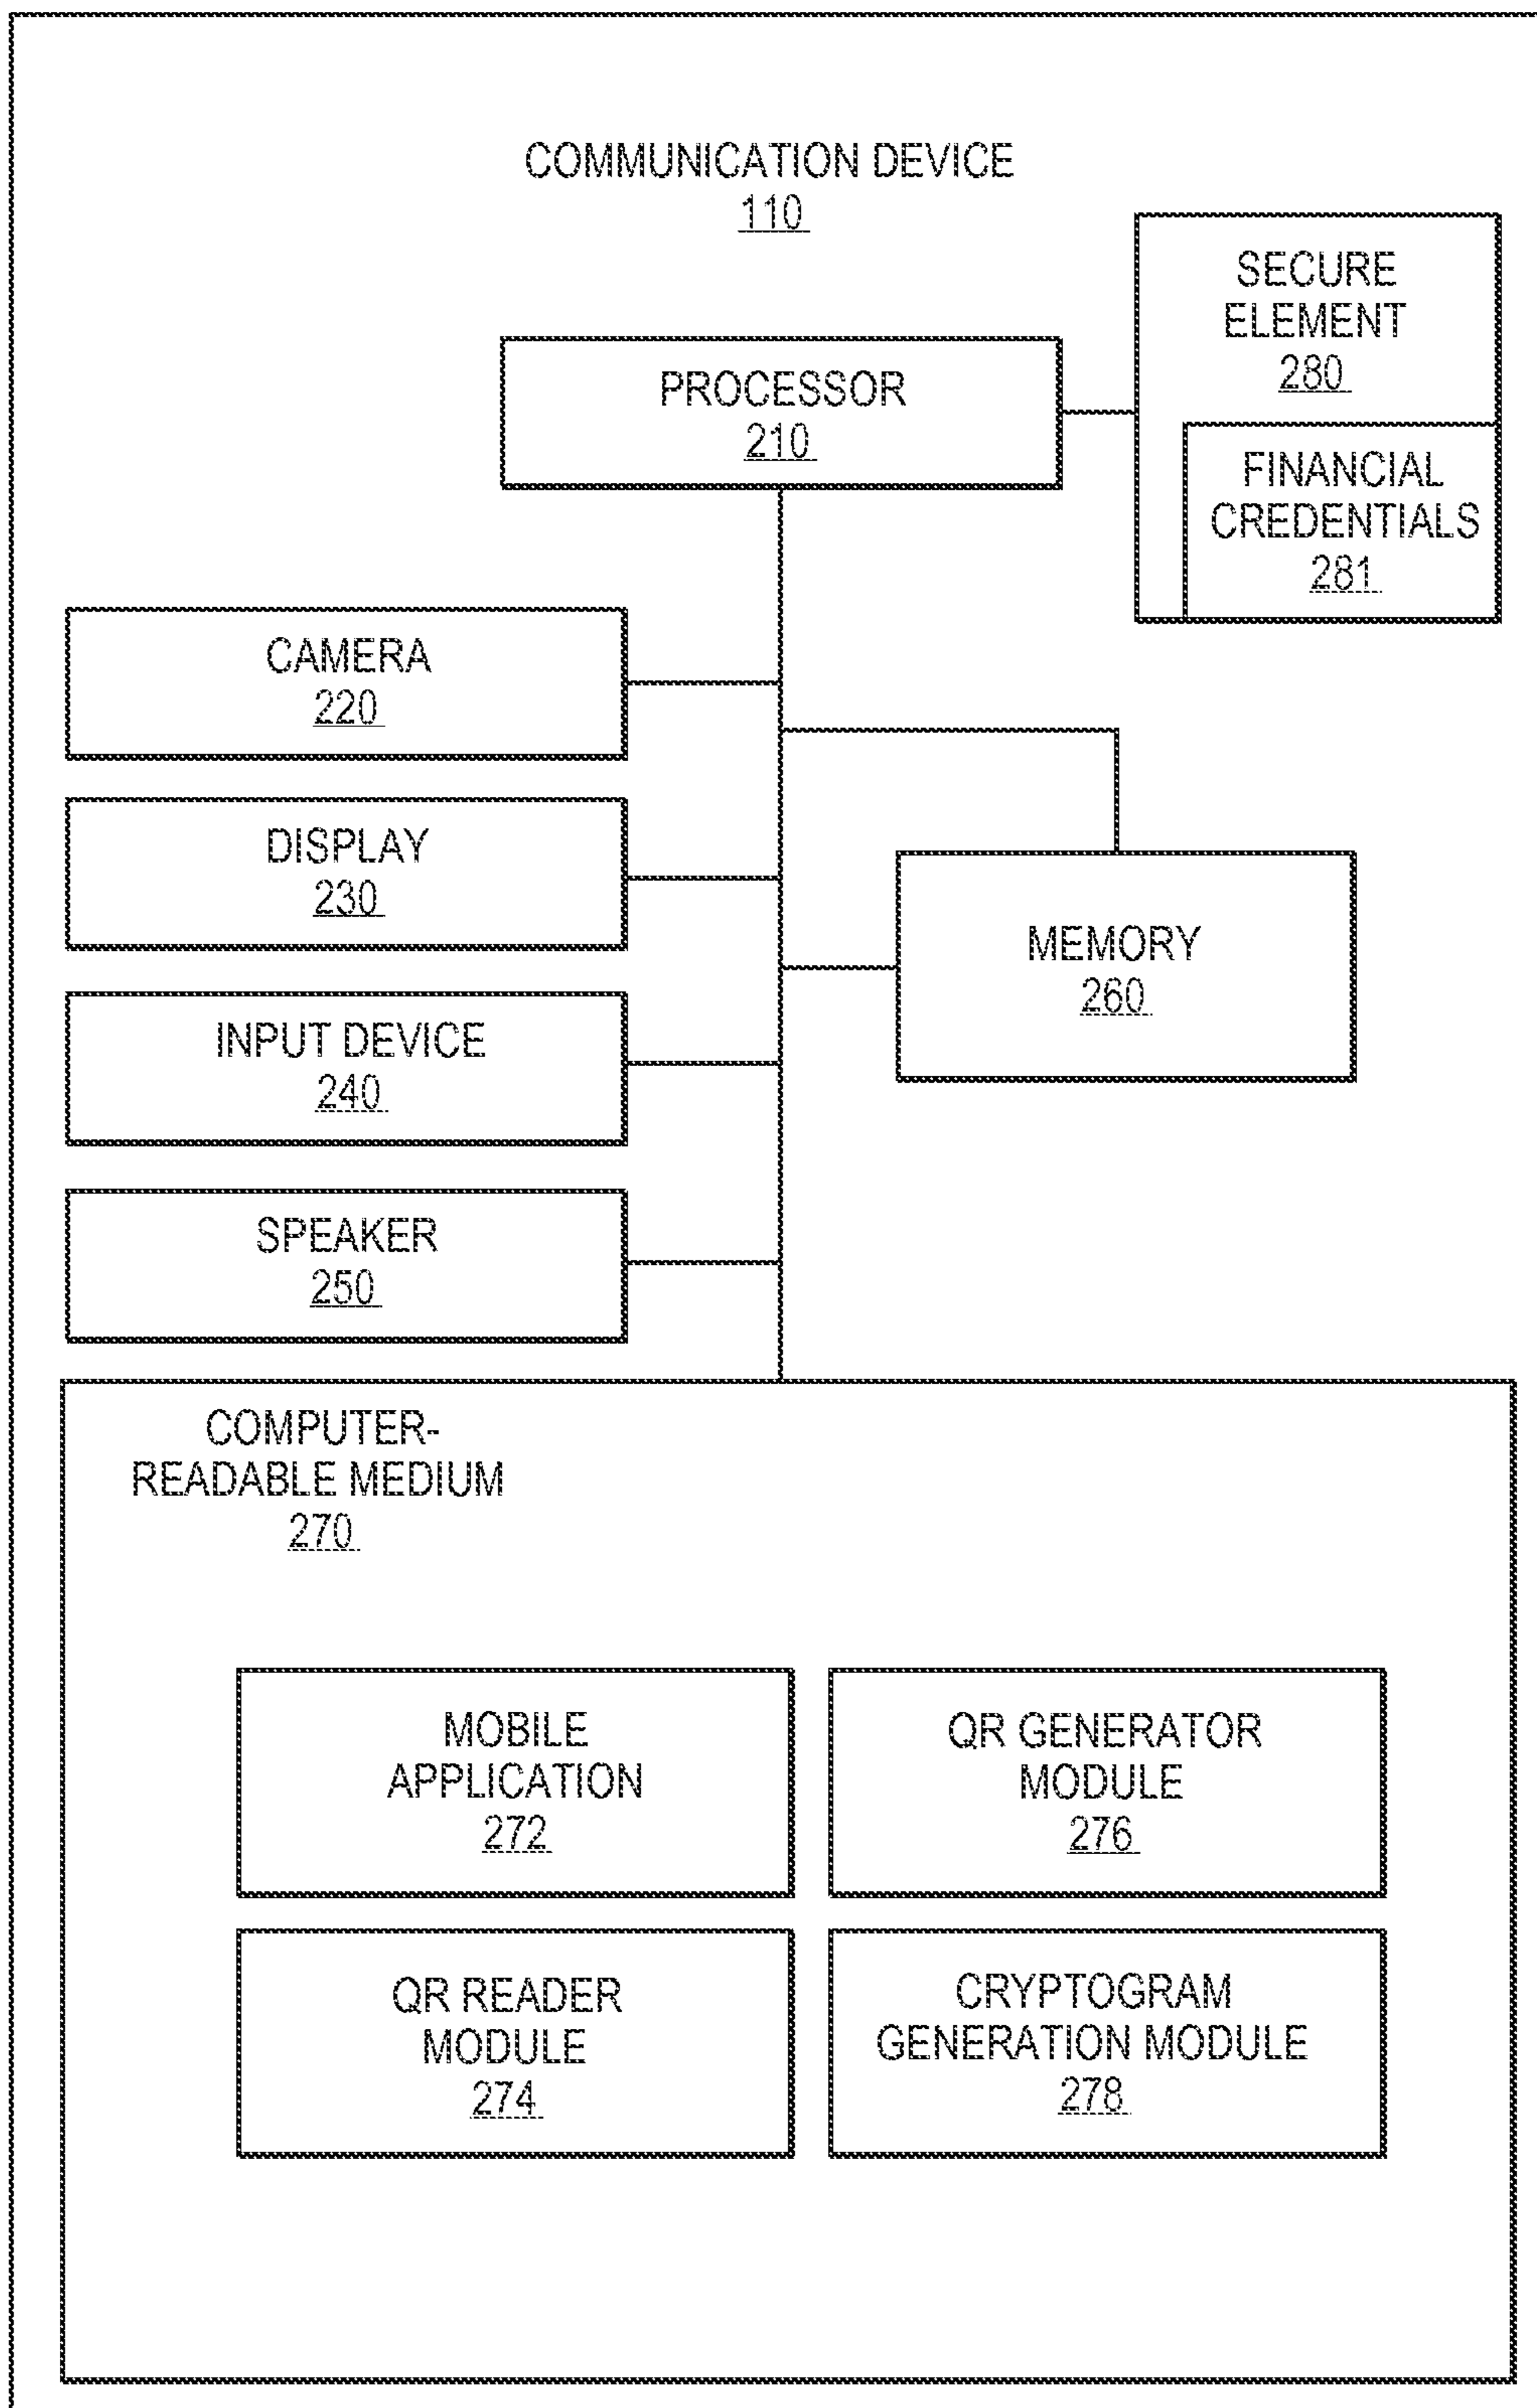 COMMUNICATION DEVICE
110
SECURE
ELEMENT
280
PROCESSOR
210
FINANCIAL
CREDENTIALS
281
CAMERA
220
DISPLAY
230
MEMORY
260
INPUT DEVICE
240
SPEAKER
250
COMPUTER-
READABLE MEDIUM
270
MOBILE
APPLICATION
272
QR GENERATOR
MODULE
276
QR READER
MODULE
274
CRYPTOGRAM
GENERATION MODULE
278